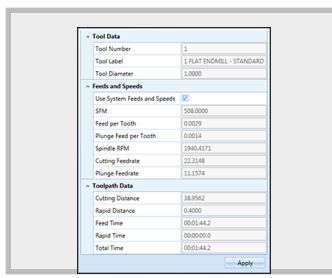 Tool Data
Tool Number 1
Tool Label 1 FLAT ENDMILL - STANDARD
Tool Diameter 1.0000
Feeds and Speeds
Use System Feeds and Speeds
SFM 508.0000
Feed per Tooth 0.0029
Plunge Feed per Tooth 0.0014
Spindle RPM 1940.4171
Cutting Feedrate 22.3148
Plunge Feedrate 11.1574
Toolpath Data
Cutting Distance 38.9562
Rapid Distance 0.4000
Feed Time 00:01:44.2
Rapid Time 00:00:00.0
Total Time 00:01:44.2
Apply